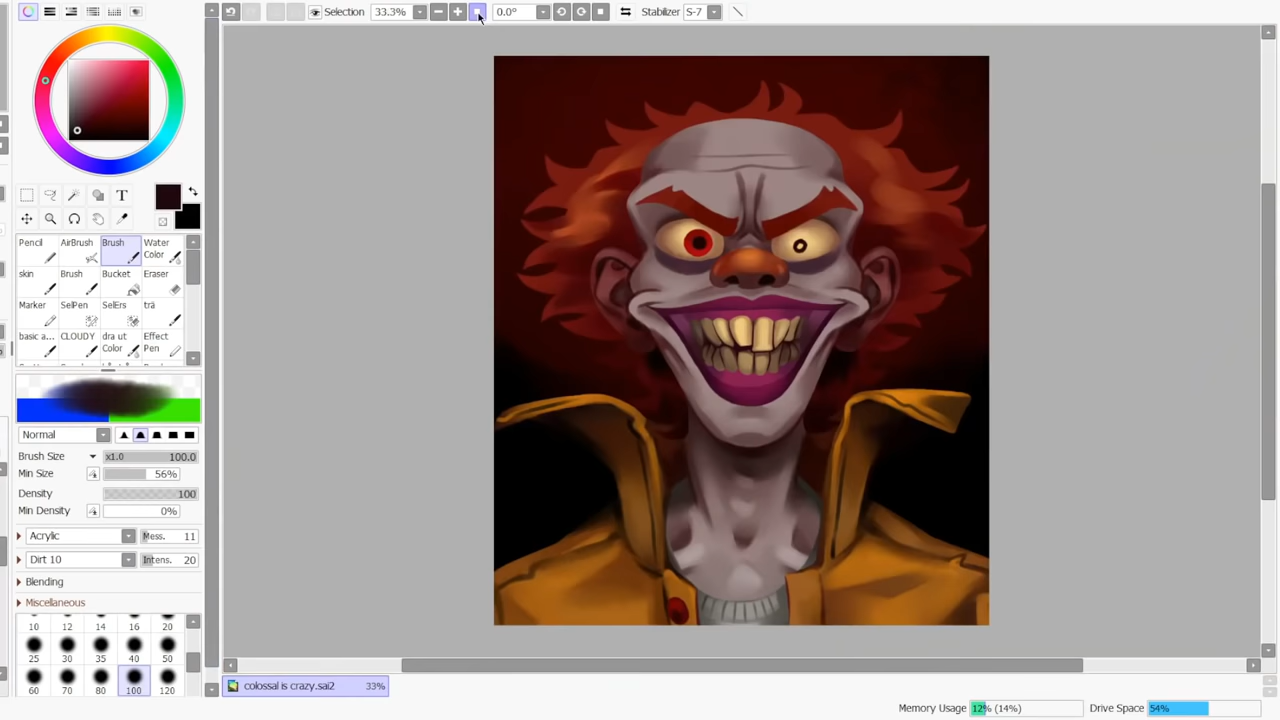 Selection 33.3% 0.0° Stabilizer S-7
T
Pencil AirBrush Brush Water Color
skin Brush Bucket Eraser
Marker SelPen SelErs trä
basic a... CLOUDY dra ut Color Effect Pen
Normal
Brush Size x1.0 100.0
Min Size 56%
Density 100
Min Density 0%
Acrylic Mess. 11
Dirt 10 Intens. 20
Blending
Miscellaneous
10 12 14 16 20
25 30 35 40 50
60 70 80 100 120
colossal is crazy.sai2 33%
Memory Usage 12% (14%) Drive Space 54%